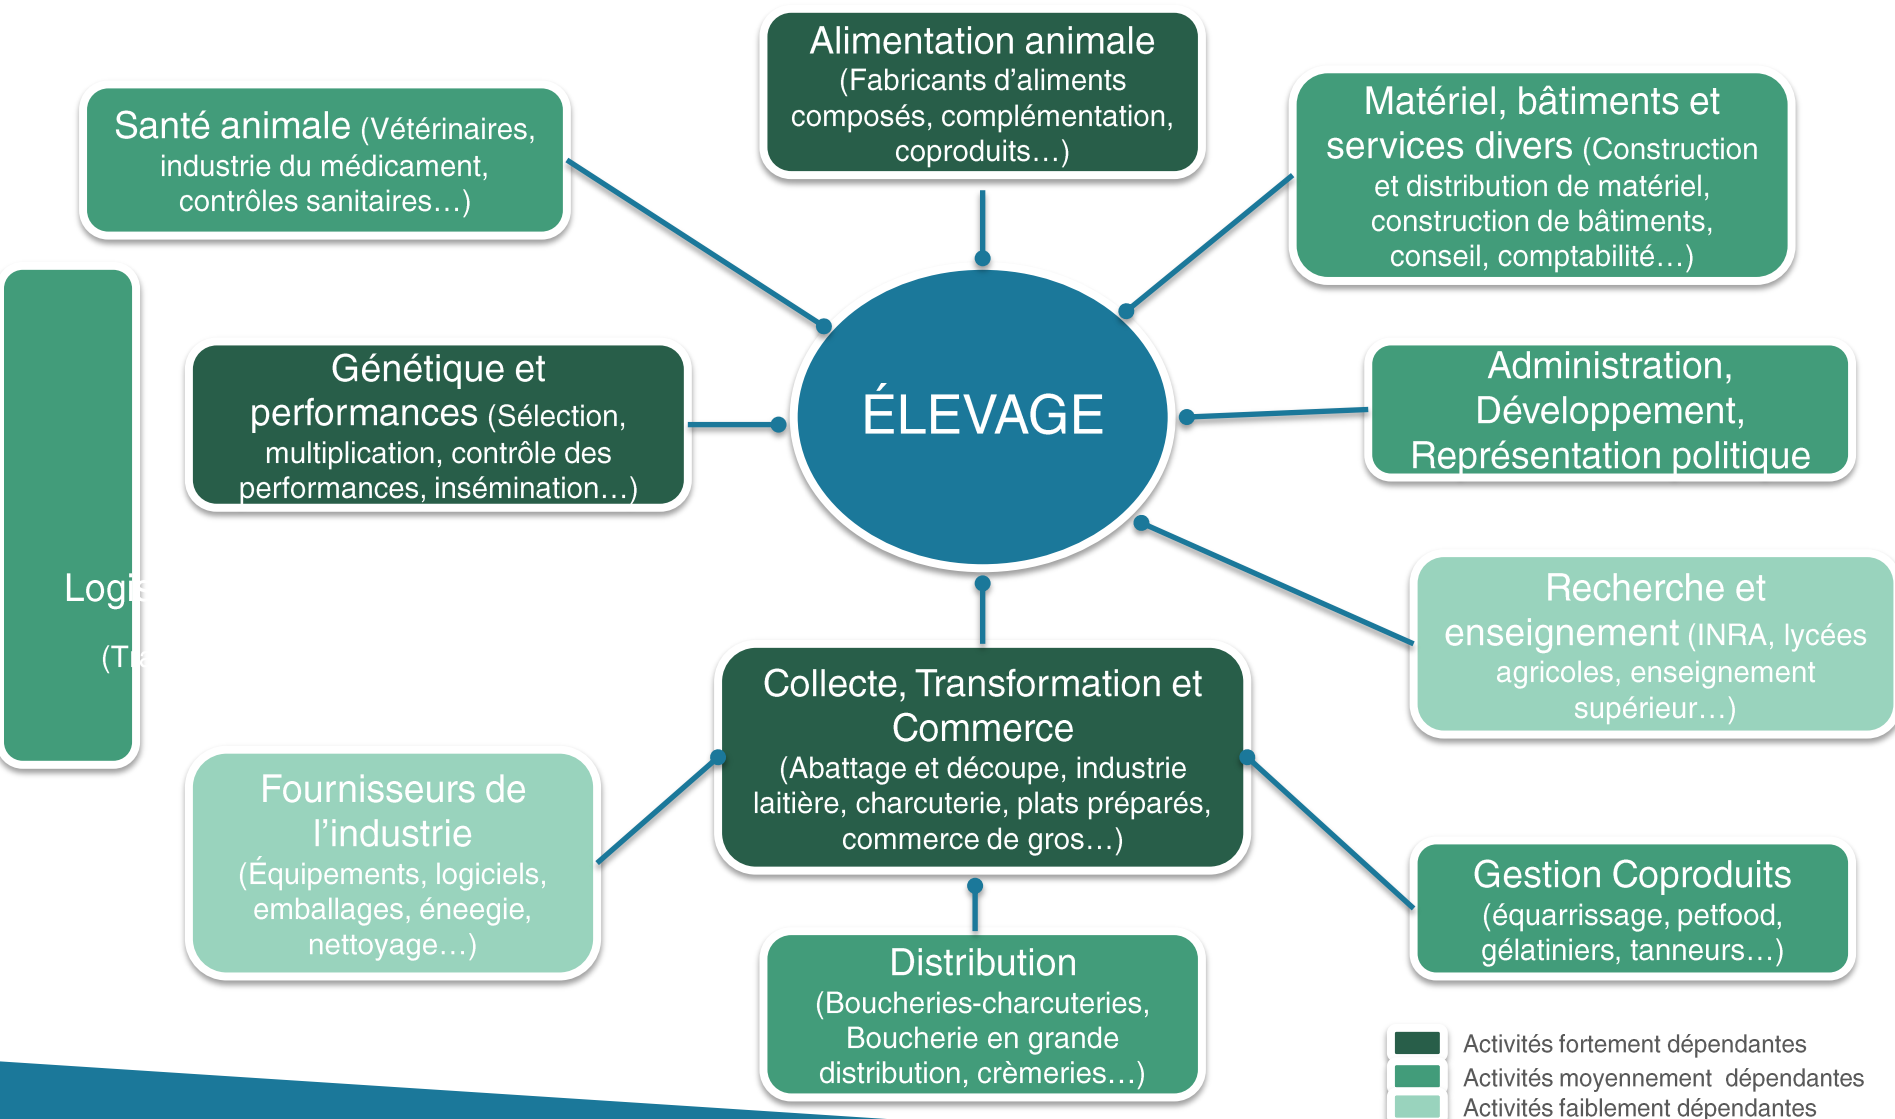 Alimentation animale
(Fabricants d’aliments
composés, complémentation,
coproduits…)
Santé animale (Vétérinaires,
industrie du médicament,
contrôles sanitaires…)
Matériel, bâtiments et
services divers (Construction
et distribution de matériel,
construction de bâtiments,
conseil, comptabilité…)
Génétique et
performances (Sélection,
multiplication, contrôle des
performances, insémination…)
ÉLEVAGE
Administration,
Développement,
Représentation politique
Recherche et
enseignement (INRA, lycées
agricoles, enseignement
supérieur…)
Collecte, Transformation et
Commerce
(Abattage et découpe, industrie
laitière, charcuterie, plats préparés,
commerce de gros…)
Fournisseurs de
l’industrie
(Équipements, logiciels,
emballages, éneegie,
nettoyage…)
Gestion Coproduits
(équarrissage, petfood,
gélatiniers, tanneurs…)
Distribution
(Boucheries-charcuteries,
Boucherie en grande
distribution, crèmeries…)
Activités fortement dépendantes
Activités moyennement dépendantes
Activités faiblement dépendantes